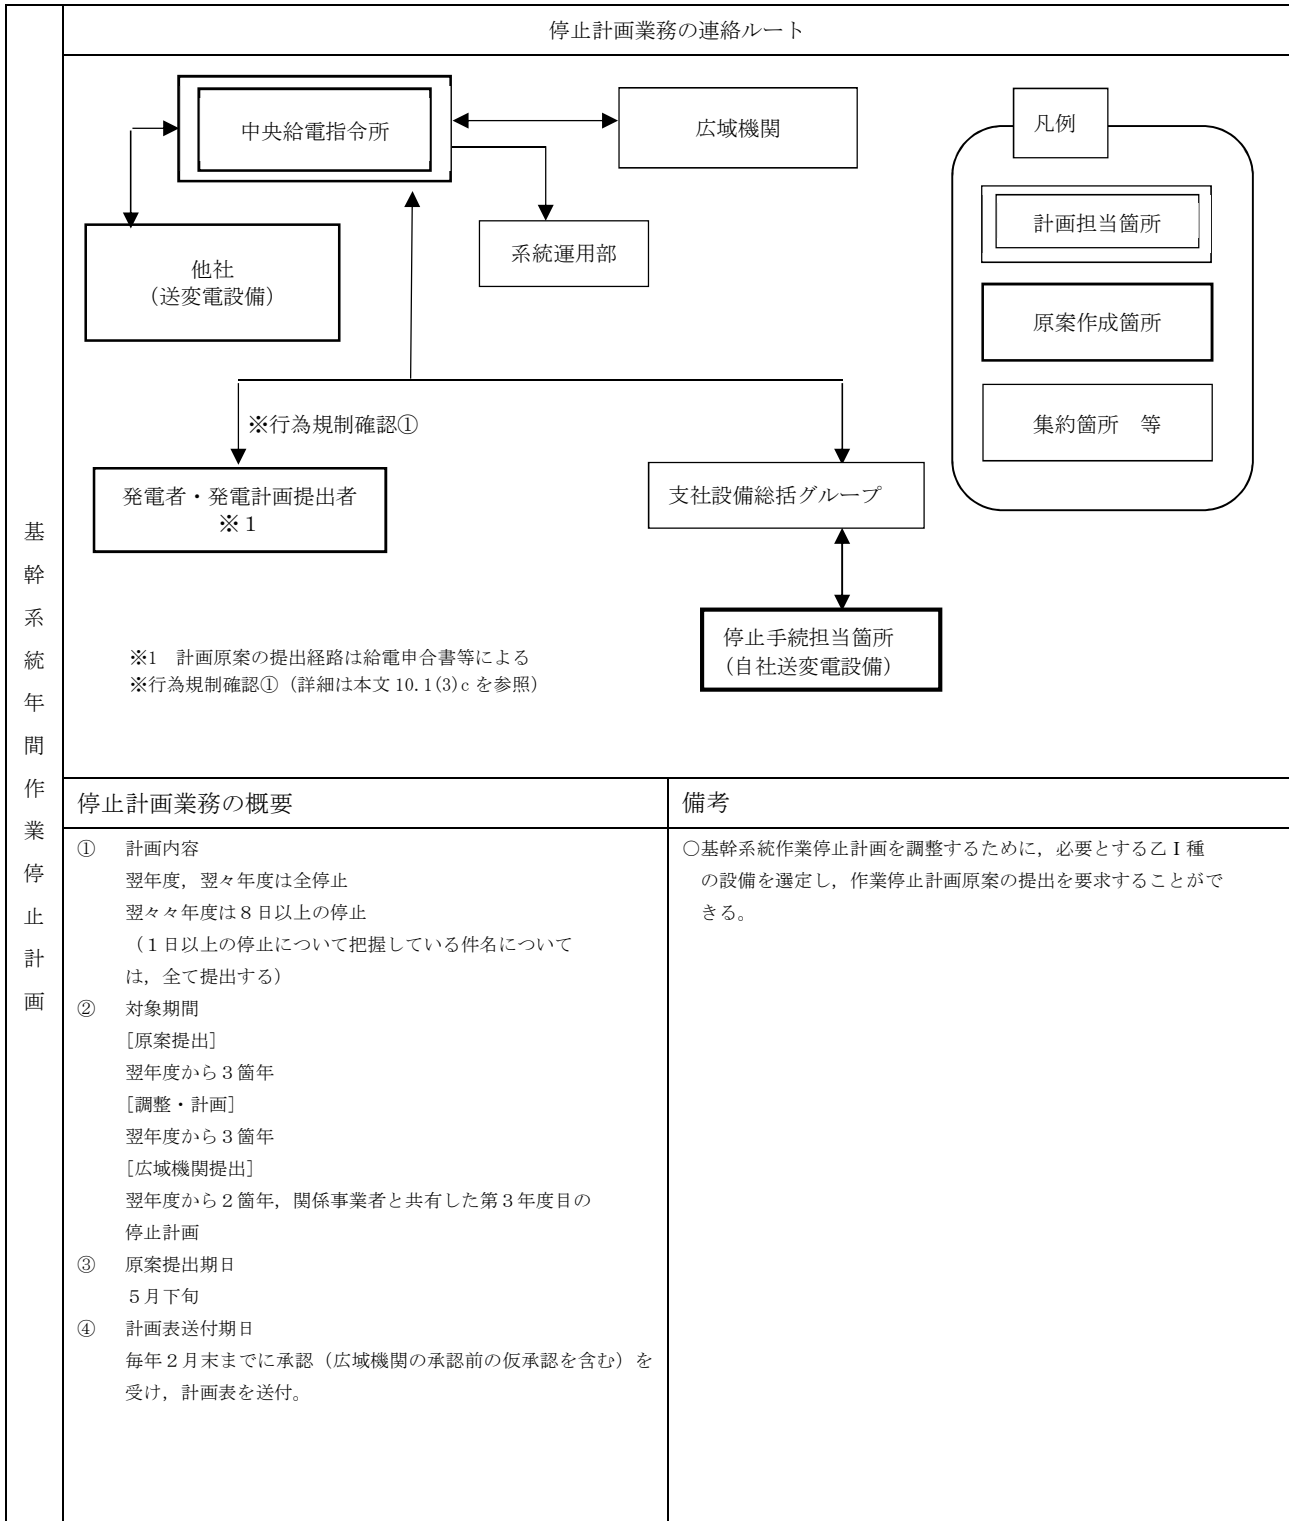 停止計画業務の連絡ルート
中央給電指令所
広域機関
凡例
他社
（送変電設備）
系統運用部
計画担当箇所
原案作成箇所
集約箇所　等
※行為規制確認①
発電者・発電計画提出者
※１
支社設備総括グループ
停止手続担当箇所
（自社送変電設備）
※1　計画原案の提出経路は給電申合書等による
※行為規制確認①（詳細は本文 10.1(3)c を参照）
基幹系統年間作業停止計画
停止計画業務の概要
①　計画内容
翌年度，翌々年度は全停止
翌々々年度は８日以上の停止
（１日以上の停止について把握している件名について
は，全て提出する）
②　対象期間
［原案提出］
翌年度から３箇年
［調整・計画］
翌年度から３箇年
［広域機関提出］
翌年度から２箇年，関係事業者と共有した第３年度目の
停止計画
③　原案提出期日
５月下旬
④　計画表送付期日
毎年２月末までに承認（広域機関の承認前の仮承認を含む）を
受け，計画表を送付。
備考
○基幹系統作業停止計画を調整するために，必要とする乙Ⅰ種
の設備を選定し，作業停止計画原案の提出を要求することがで
きる。